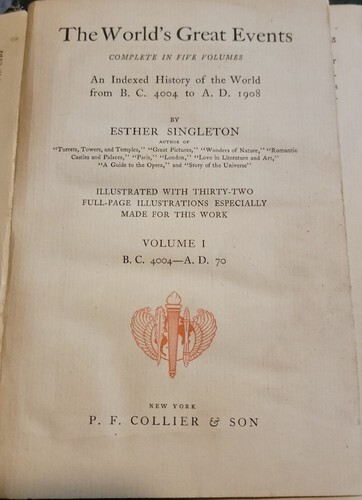 The World's Great Events
COMPLETE IN FIVE VOLUMES
An Indexed History of the World
from B. C. 4004 to A. D. 1908
BY
ESTHER SINGLETON
AUTHOR OF
"Turrets, Towers, and Temples," "Great Pictures," "Wonders of Nature," "Romantic
Castles and Palaces," "Paris," "London," "Love in Literature and Art,"
"A Guide to the Opera," and "Story of the Universe"
ILLUSTRATED WITH THIRTY-TWO
FULL-PAGE ILLUSTRATIONS ESPECIALLY
MADE FOR THIS WORK
VOLUME I
B. C. 4004—A. D. 70
NEW YORK
P. F. COLLIER & SON